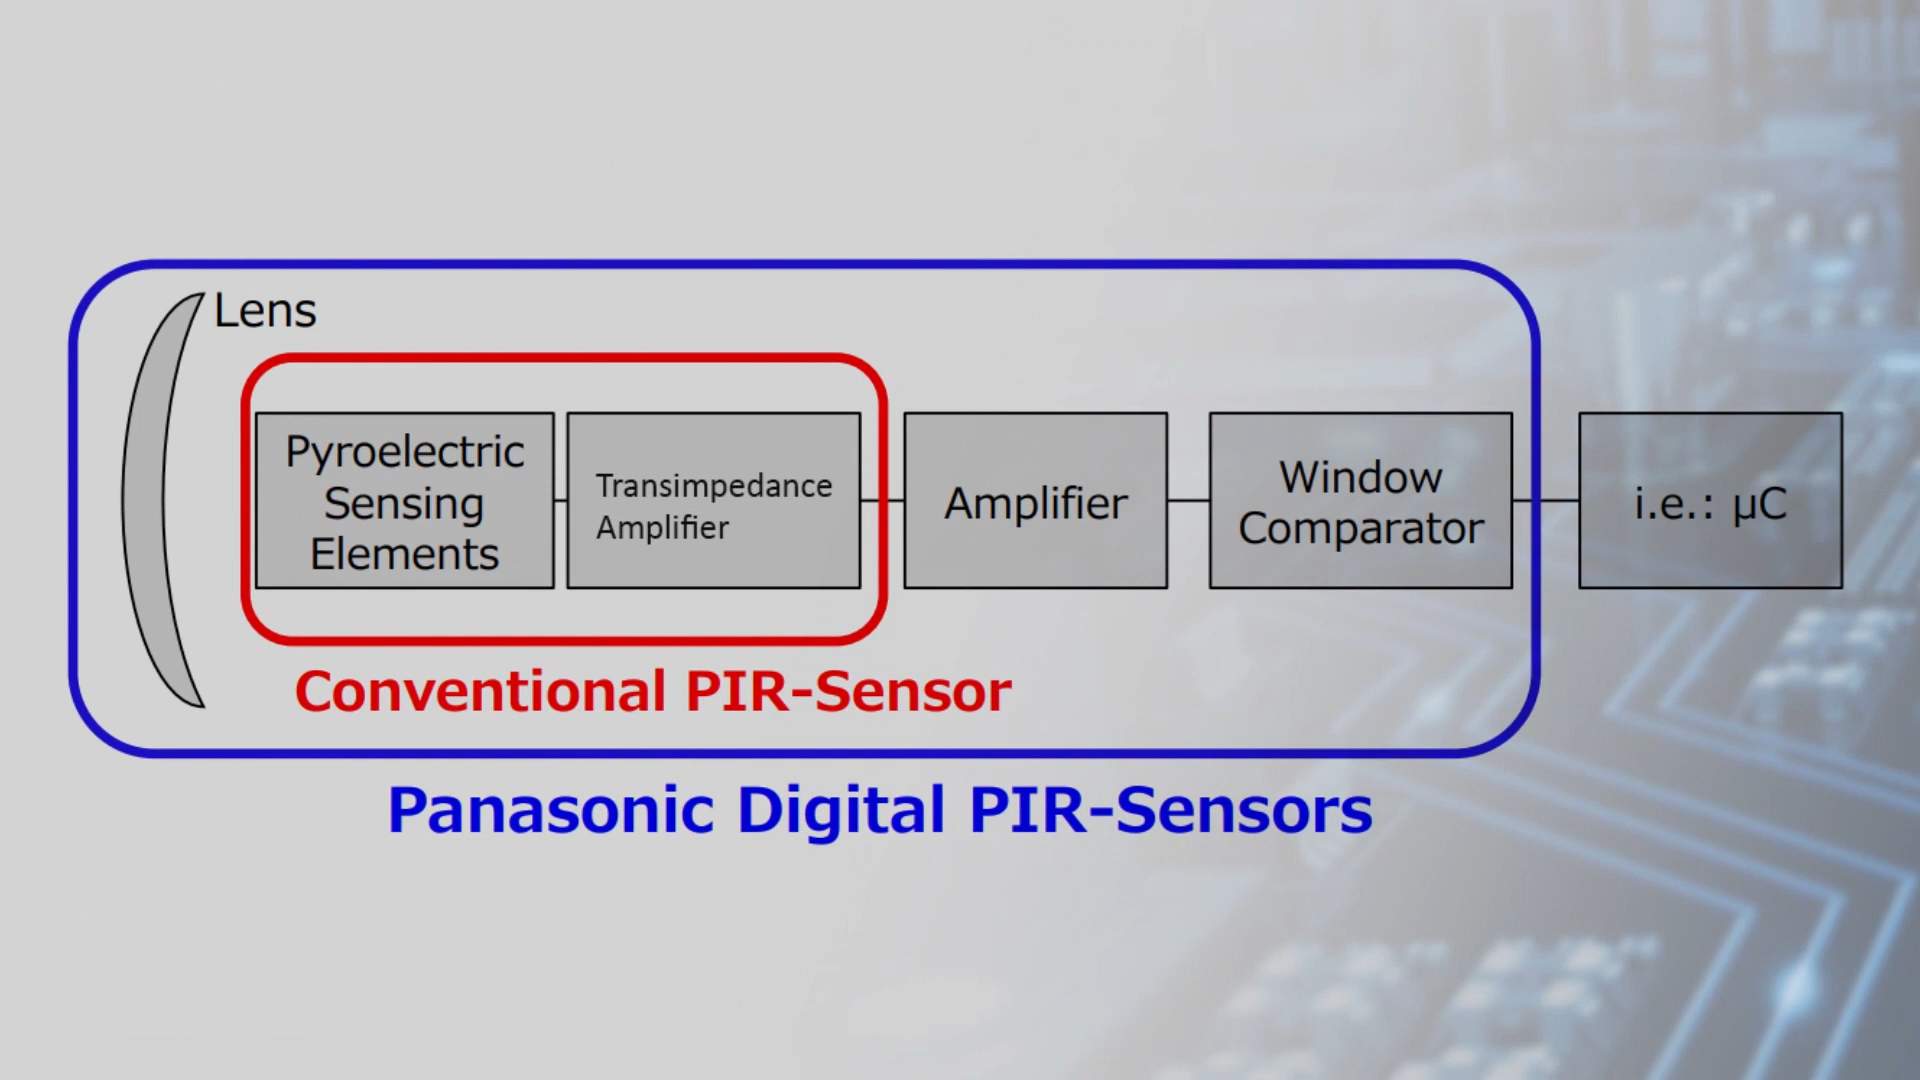 Lens
Pyroelectric
Sensing
Elements
Transimpedance
Amplifier
Amplifier
Window
Comparator
i.e.: µC
Conventional PIR-Sensor
Panasonic Digital PIR-Sensors